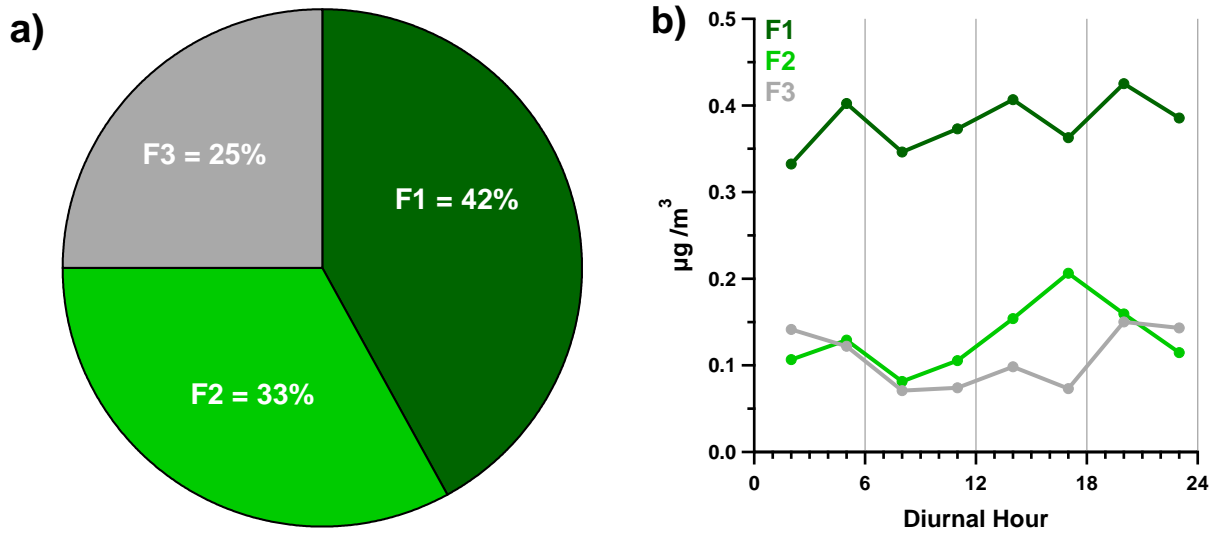 a)
F3 = 25%
F1 = 42%
F2 = 33%
b)
F1
F2
F3
0.5
0.4
0.3
0.2
0.1
0.0
µg /m³
0
6
12
18
24
Diurnal Hour